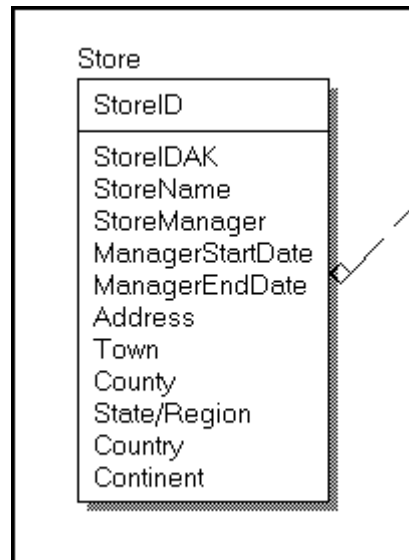 Store
StoreID
StoreIDAK
StoreName
StoreManager
ManagerStartDate
ManagerEndDate
Address
Town
County
State/Region
Country
Continent